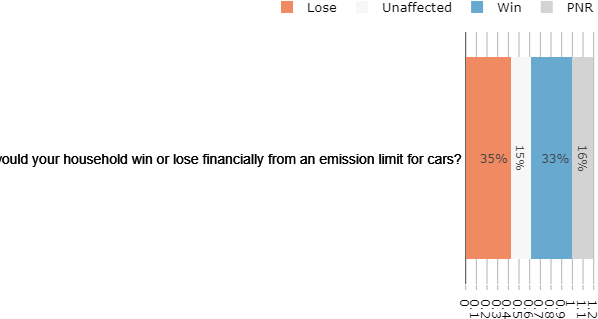 Lose Unaffected Win PNR
would your household win or lose financially from an emission limit for cars?
35% 15% 33% 16%
0 0.1 0.2 0.3 0.4 0.5 0.6 0.7 0.8 0.9 1 1.1 1.2